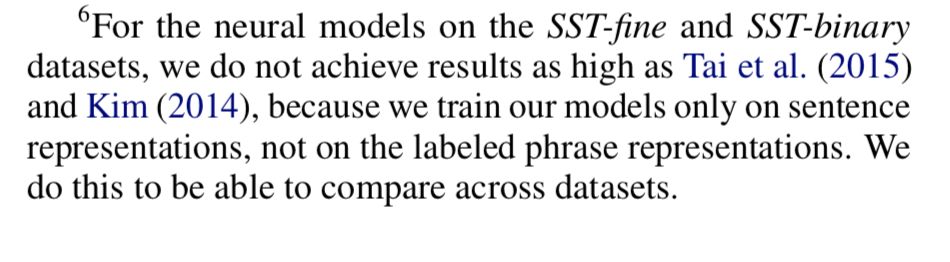 ⁶For the neural models on the SST-fine and SST-binary
datasets, we do not achieve results as high as Tai et al. (2015)
and Kim (2014), because we train our models only on sentence
representations, not on the labeled phrase representations. We
do this to be able to compare across datasets.